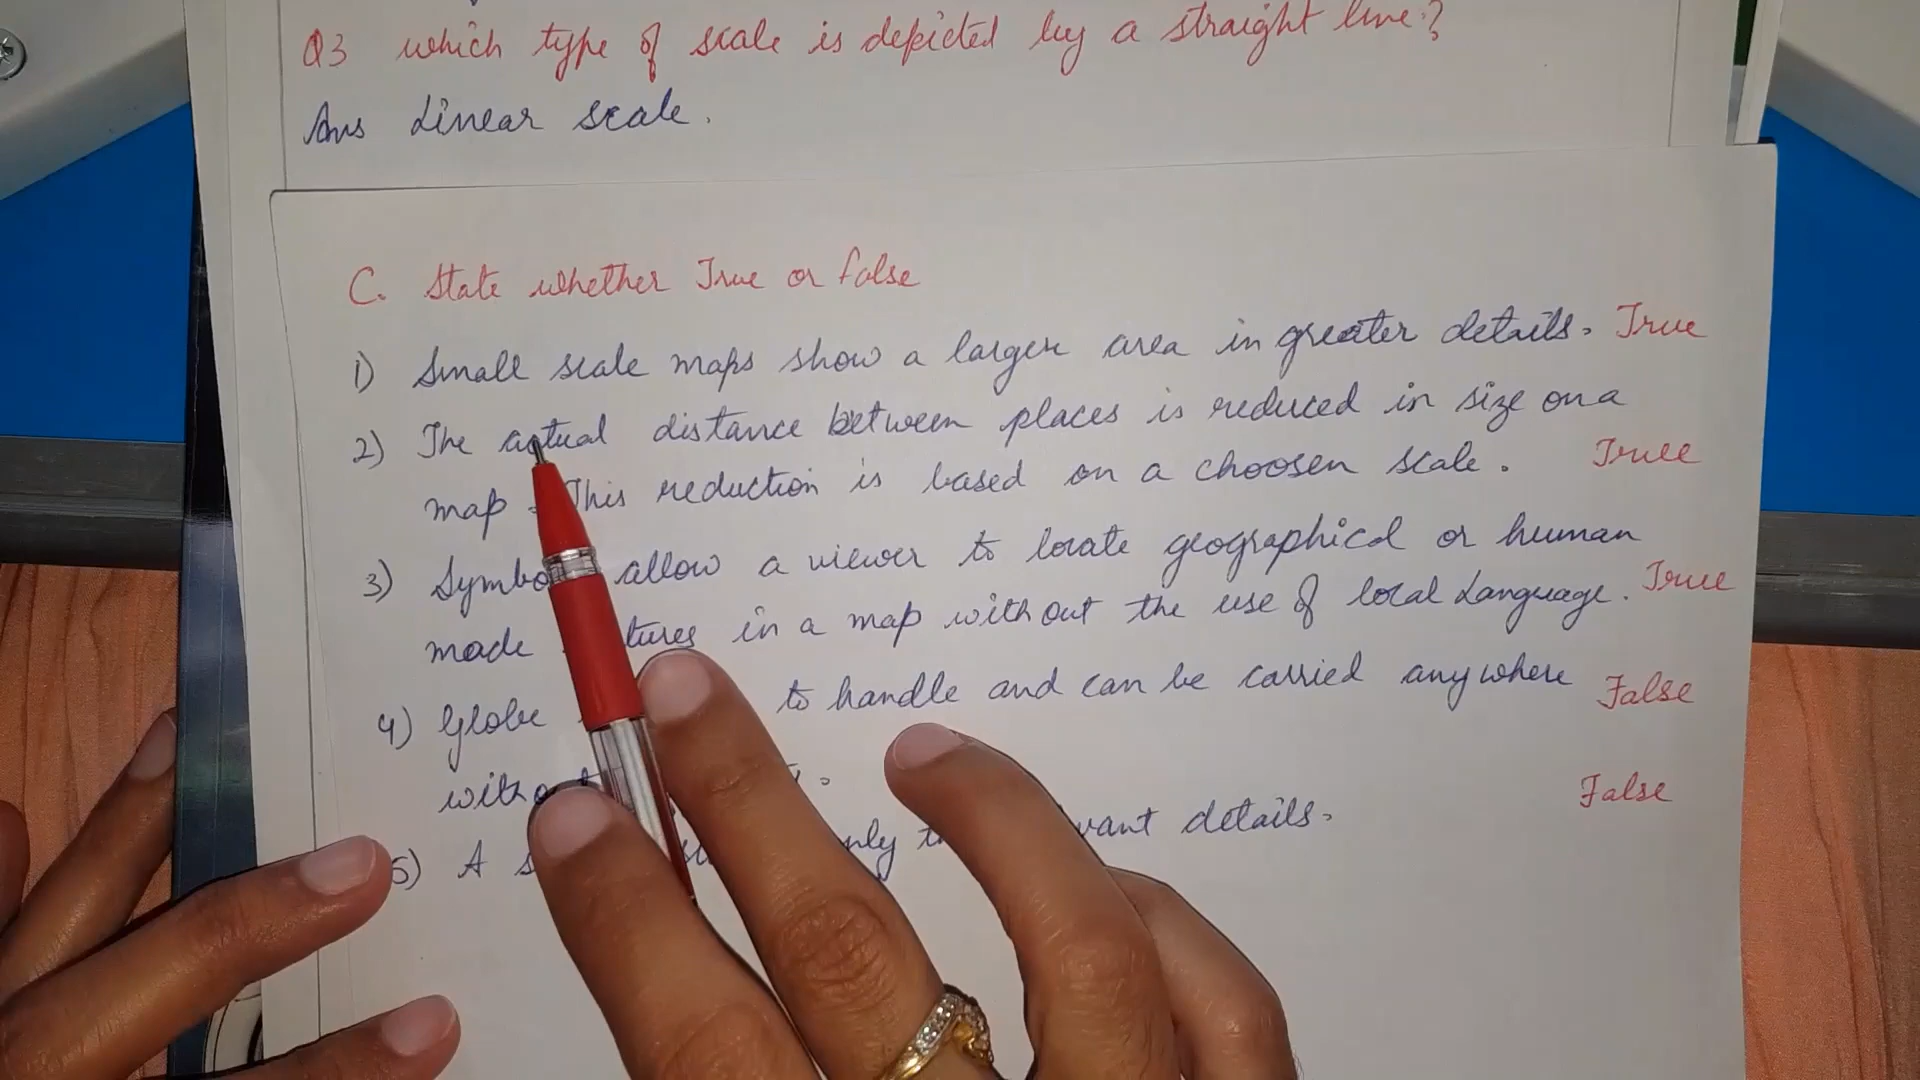 Q3 which type of scale is depicted by a straight line?
Ans Linear scale.
C. State whether True or false
1) Small scale maps show a larger area in greater details. True
2) The actual distance between places is reduced in size on a
map. This reduction is based on a choosen scale. True
3) allow a viewer to locate geographical or human
made in a map without the use of local Language. True
4) Globe to handle and can be carried anywhere False
5) A details. False